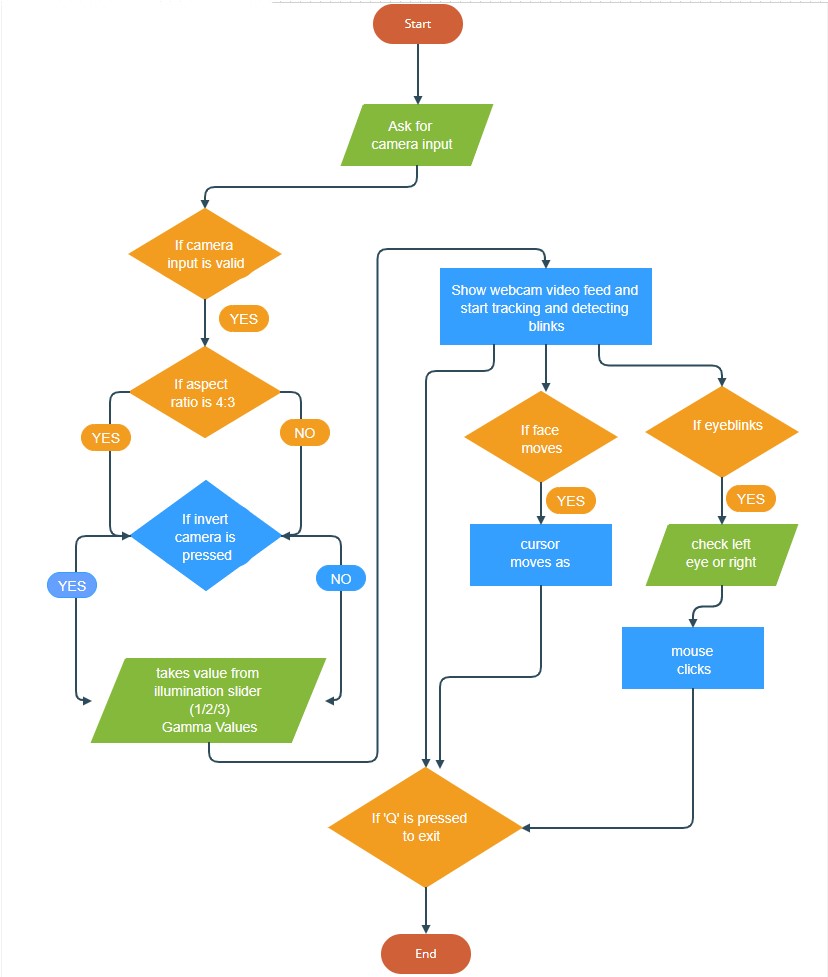 Start
Ask for
camera input
If camera
input is valid
YES
If aspect
ratio is 4:3
YES
NO
If invert
camera is
pressed
YES
NO
takes value from
illumination slider
(1/2/3)
Gamma Values
Show webcam video feed and
start tracking and detecting
blinks
If face
moves
YES
cursor
moves as
If eyeblinks
YES
check left
eye or right
mouse
clicks
If 'Q' is pressed
to exit
End